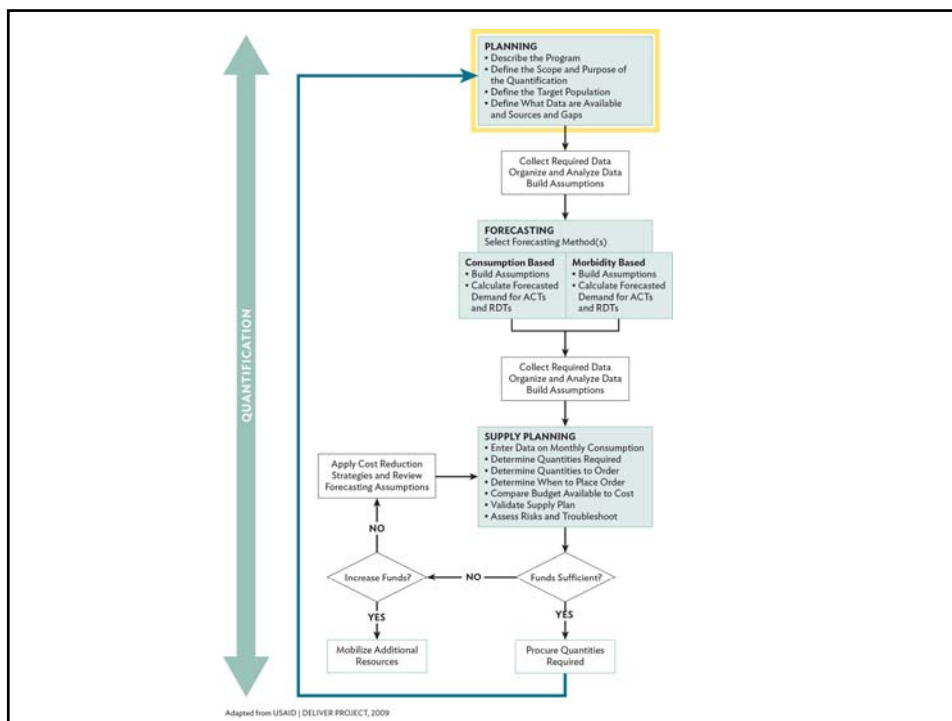 PLANNING
• Describe the Program
• Define the Scope and Purpose of
the Quantification
• Define the Target Population
• Define What Data are Available
and Sources and Gaps
Collect Required Data
Organize and Analyze Data
Build Assumptions
FORECASTING
Select Forecasting Method(s)
Consumption Based
• Build Assumptions
• Calculate Forecasted
Demand for ACTs
and RDTs
Morbidity Based
• Build Assumptions
• Calculate Forecasted
Demand for ACTs
and RDTs
QUANTIFICATION
Collect Required Data
Organize and Analyze Data
Build Assumptions
SUPPLY PLANNING
• Enter Data on Monthly Consumption
• Determine Quantities Required
• Determine Quantities to Order
• Determine When to Place Order
• Compare Budget Available to Cost
• Validate Supply Plan
• Assess Risks and Troubleshoot
Apply Cost Reduction
Strategies and Review
Forecasting Assumptions
NO
Increase Funds?
NO
Funds Sufficient?
YES
YES
Mobilize Additional
Resources
Procure Quantities
Required
Adapted from USAID | DELIVER PROJECT, 2009